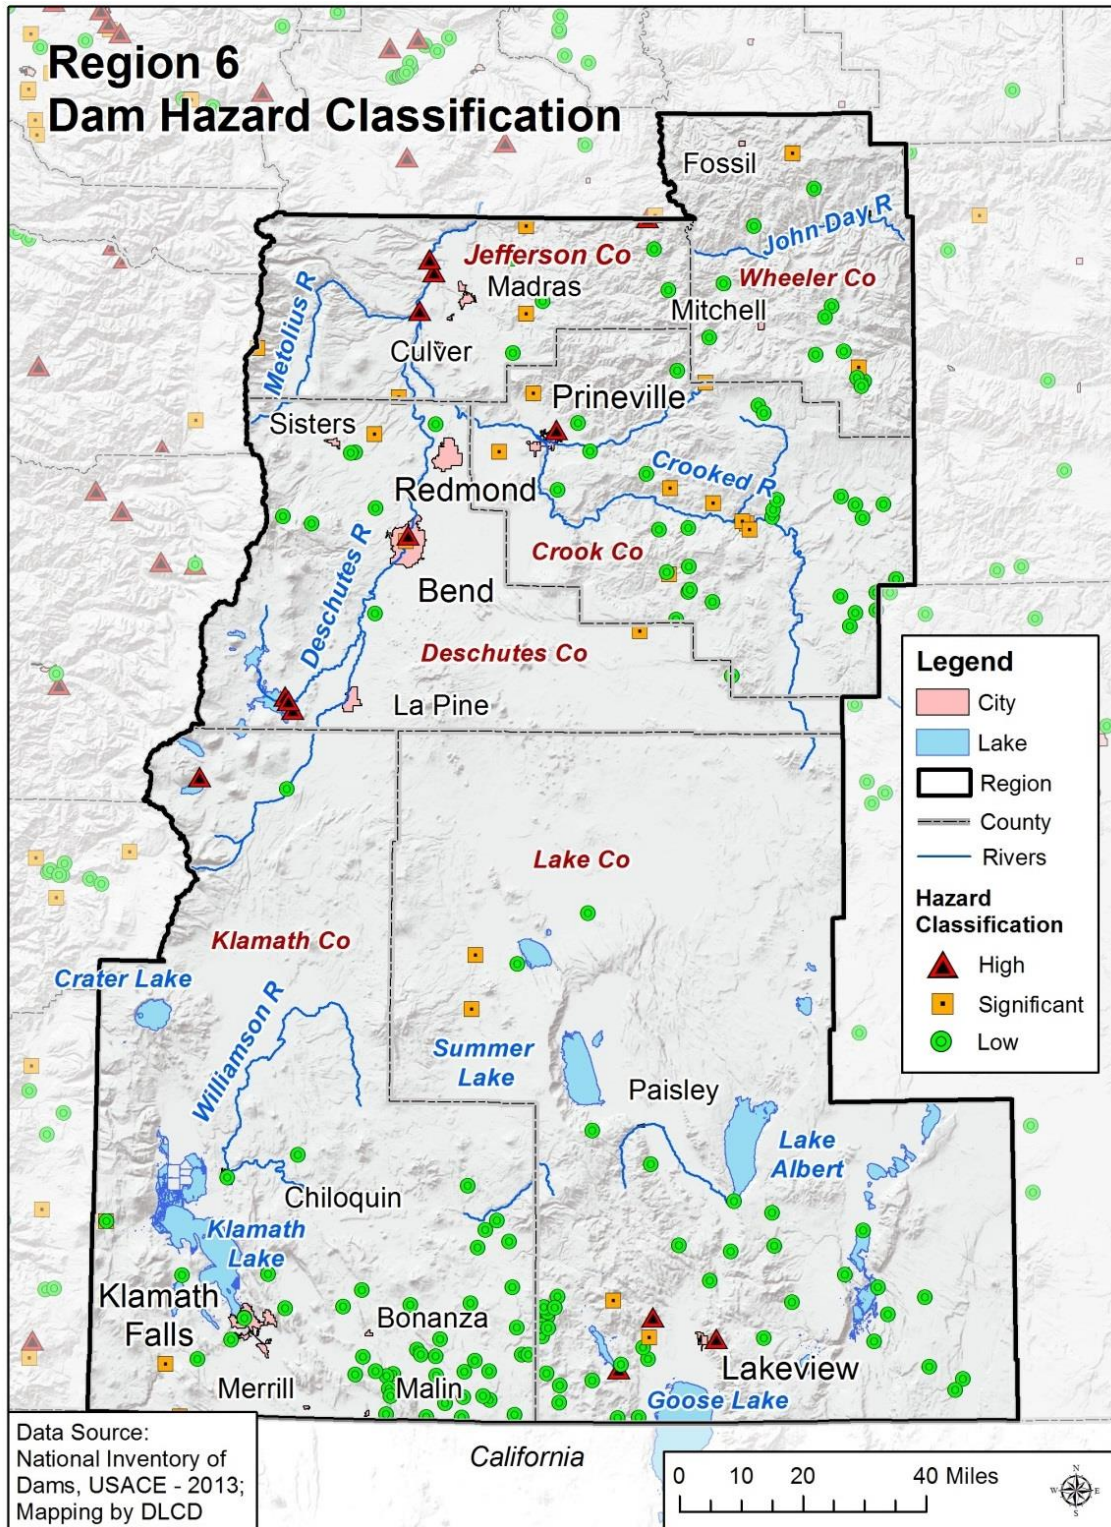 Region 6
Dam Hazard Classification
Fossil
John Day R
Jefferson Co
Wheeler Co
Metolius R
Madras
Mitchell
Culver
Prineville
Sisters
Crooked R
Redmond
Crook Co
Deschutes R
Bend
Deschutes Co
La Pine
Legend
City
Lake
Region
County
Rivers
Hazard
Classification
High
Significant
Low
Lake Co
Klamath Co
Crater Lake
Williamson R
Summer
Lake
Paisley
Lake
Albert
Chiloquin
Klamath
Lake
Klamath
Falls
Bonanza
Lakeview
Merrill
Malin
Goose Lake
California
Data Source:
National Inventory of
Dams, USACE - 2013;
Mapping by DLCD
0 10 20 40 Miles
N
W E
S